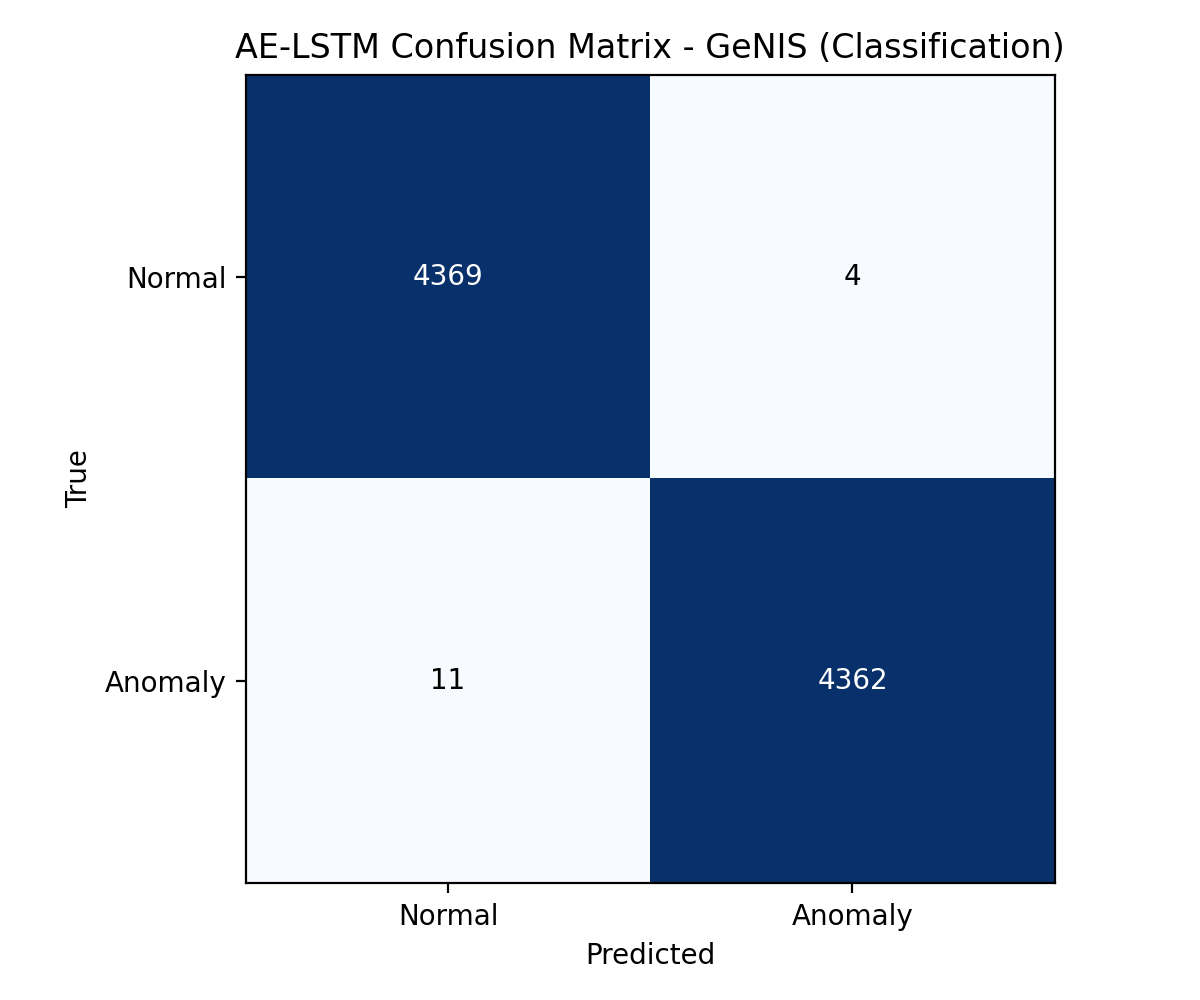 AE-LSTM Confusion Matrix - GeNIS (Classification)
4369
4
Normal
True
11
4362
Anomaly
Normal
Anomaly
Predicted